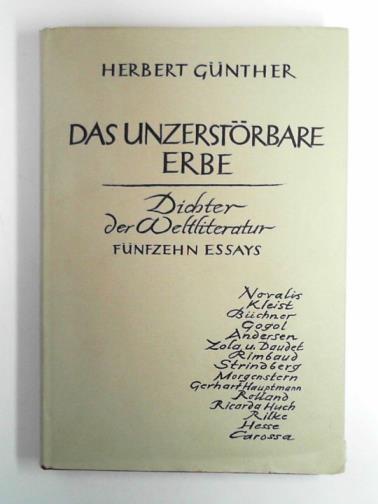 HERBERT GÜNTHER
DAS UNZERSTÖRBARE
ERBE
Dichter
der Weltliteratur
FÜNFZEHN ESSAYS
Novalis
Kleist
Büchner
Gogol
Andersen
Zola u. Daudet
Rimbaud
Strindberg
Morgenstern
Gerhart Hauptmann
Rolland
Ricarda Huch
Rilke
Hesse
Carossa